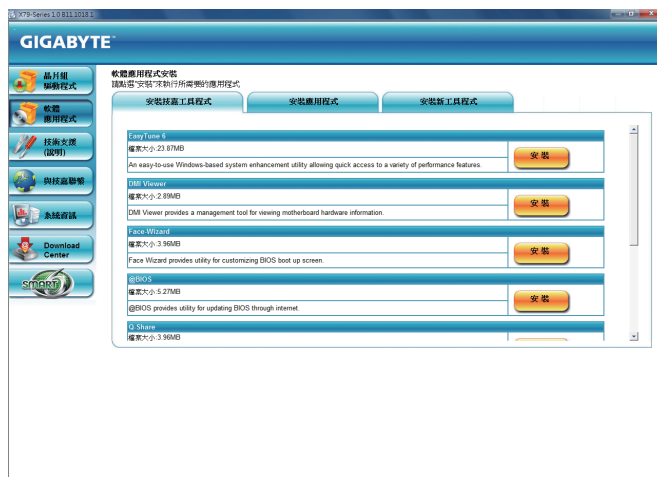 X79-Series 1.0 B11.1018.1
GIGABYTE™
晶片組
驅動程式
軟體
應用程式
技術支援
(說明)
與技嘉聯繫
系統資訊
Download
Center
SMART
軟體應用程式安裝
請點選"安裝"來執行所需要的應用程式
安裝技嘉工具程式
安裝應用程式
安裝新工具程式
EasyTune 6
檔案大小:23.87MB
An easy-to-use Windows-based system enhancement utility allowing quick access to a variety of performance features.
安裝
DMI Viewer
檔案大小:2.89MB
DMI Viewer provides a management tool for viewing motherboard hardware information.
安裝
Face-Wizard
檔案大小:3.96MB
Face Wizard provides utility for customizing BIOS boot up screen.
安裝
@BIOS
檔案大小:5.27MB
@BIOS provides utility for updating BIOS through internet.
安裝
Q-Share
檔案大小:3.96MB